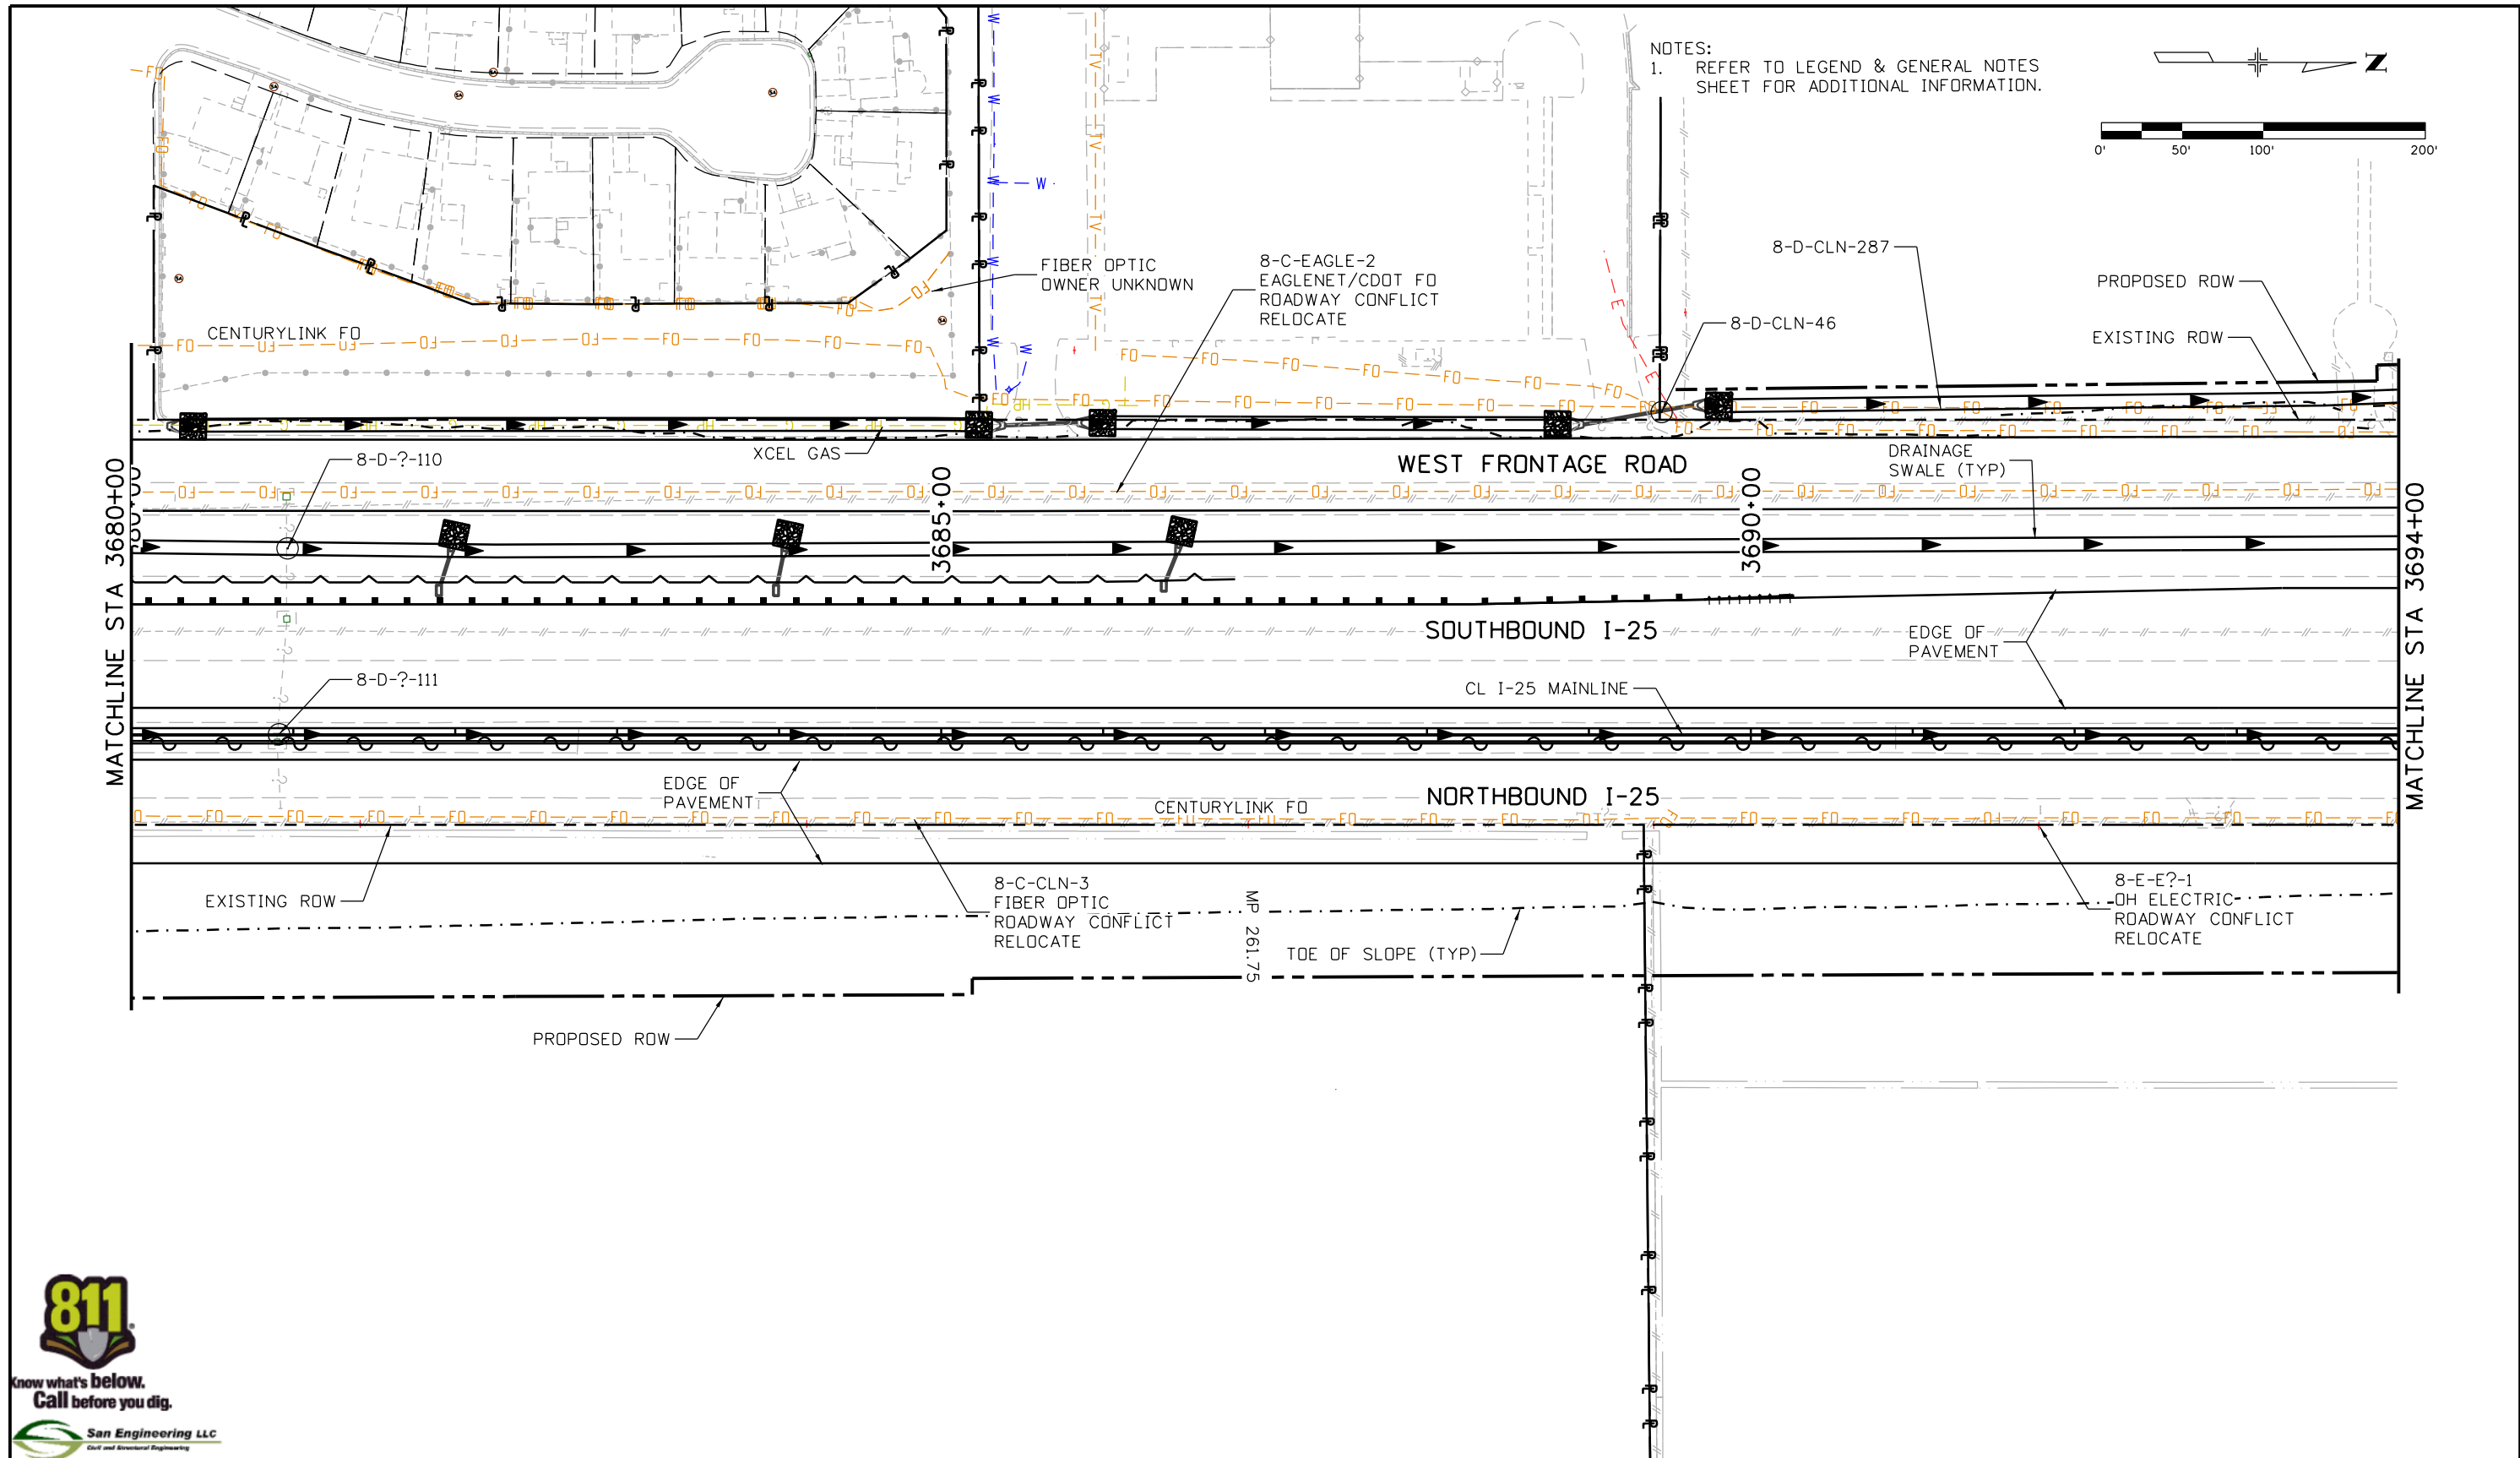 NOTES:
1. REFER TO LEGEND & GENERAL NOTES
SHEET FOR ADDITIONAL INFORMATION.
N
0' 50' 100' 200'
8-D-CLN-287
PROPOSED ROW
EXISTING ROW
8-D-CLN-46
FIBER OPTIC
OWNER UNKNOWN
8-C-EAGLE-2
EAGLENET/CDOT FO
ROADWAY CONFLICT
RELOCATE
CENTURYLINK FO
XCEL GAS
WEST FRONTAGE ROAD
DRAINAGE
SWALE (TYP)
8-D-?-110
MATCHLINE STA 3680+00
3685+00
3690+00
MATCHLINE STA 3694+00
SOUTHBOUND I-25
EDGE OF
PAVEMENT
8-D-?-111
CL I-25 MAINLINE
EDGE OF
PAVEMENT
CENTURYLINK FO
NORTHBOUND I-25
EXISTING ROW
8-C-CLN-3
FIBER OPTIC
ROADWAY CONFLICT
RELOCATE
MP 261.75
TOE OF SLOPE (TYP)
8-E-E?-1
OH ELECTRIC
ROADWAY CONFLICT
RELOCATE
PROPOSED ROW
811
Know what's below.
Call before you dig.
San Engineering LLC
Civil and Structural Engineering